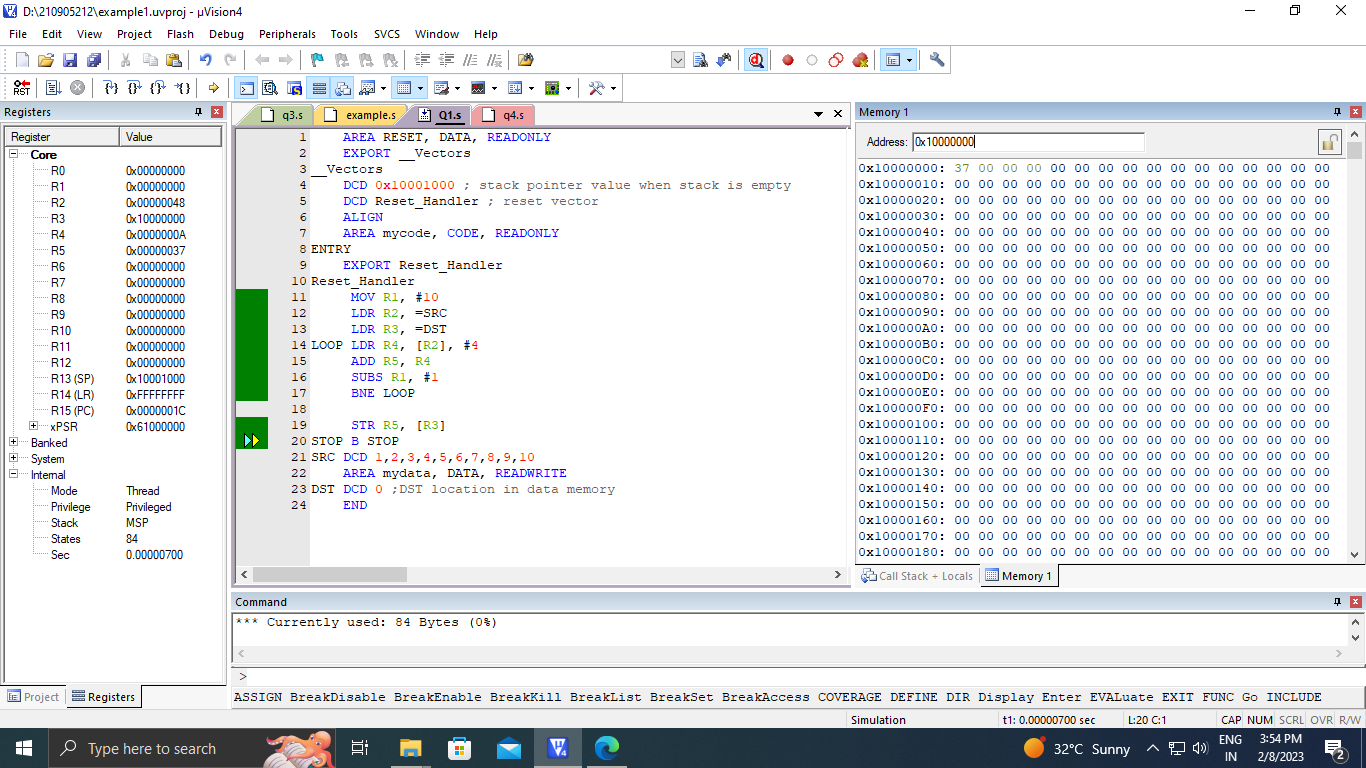 D:\210905212\example1.uvproj - µVision4
File Edit View Project Flash Debug Peripherals Tools SVCS Window Help
Registers
Register Value
Core
R0 0x00000000
R1 0x00000000
R2 0x00000048
R3 0x10000000
R4 0x0000000A
R5 0x00000037
R6 0x00000000
R7 0x00000000
R8 0x00000000
R9 0x00000000
R10 0x00000000
R11 0x00000000
R12 0x00000000
R13 (SP) 0x10001000
R14 (LR) 0xFFFFFFFF
R15 (PC) 0x0000001C
xPSR 0x61000000
Banked
System
Internal
Mode Thread
Privilege Privileged
Stack MSP
States 84
Sec 0.00000700
Project Registers
q3.s example.s Q1.s q4.s
1 AREA RESET, DATA, READONLY
2 EXPORT __Vectors
3 __Vectors
4 DCD 0x10001000 ; stack pointer value when stack is empty
5 DCD Reset_Handler ; reset vector
6 ALIGN
7 AREA mycode, CODE, READONLY
8 ENTRY
9 EXPORT Reset_Handler
10 Reset_Handler
11 MOV R1, #10
12 LDR R2, =SRC
13 LDR R3, =DST
14 LOOP LDR R4, [R2], #4
15 ADD R5, R4
16 SUBS R1, #1
17 BNE LOOP
18
19 STR R5, [R3]
20 STOP B STOP
21 SRC DCD 1,2,3,4,5,6,7,8,9,10
22 AREA mydata, DATA, READWRITE
23 DST DCD 0 ;DST location in data memory
24 END
Memory 1
Address: 0x10000000
0x10000000: 37 00 00 00 00 00 00 00 00 00 00 00 00 00 00 00
0x10000010: 00 00 00 00 00 00 00 00 00 00 00 00 00 00 00 00
0x10000020: 00 00 00 00 00 00 00 00 00 00 00 00 00 00 00 00
0x10000030: 00 00 00 00 00 00 00 00 00 00 00 00 00 00 00 00
0x10000040: 00 00 00 00 00 00 00 00 00 00 00 00 00 00 00 00
0x10000050: 00 00 00 00 00 00 00 00 00 00 00 00 00 00 00 00
0x10000060: 00 00 00 00 00 00 00 00 00 00 00 00 00 00 00 00
0x10000070: 00 00 00 00 00 00 00 00 00 00 00 00 00 00 00 00
0x10000080: 00 00 00 00 00 00 00 00 00 00 00 00 00 00 00 00
0x10000090: 00 00 00 00 00 00 00 00 00 00 00 00 00 00 00 00
0x100000A0: 00 00 00 00 00 00 00 00 00 00 00 00 00 00 00 00
0x100000B0: 00 00 00 00 00 00 00 00 00 00 00 00 00 00 00 00
0x100000C0: 00 00 00 00 00 00 00 00 00 00 00 00 00 00 00 00
0x100000D0: 00 00 00 00 00 00 00 00 00 00 00 00 00 00 00 00
0x100000E0: 00 00 00 00 00 00 00 00 00 00 00 00 00 00 00 00
0x100000F0: 00 00 00 00 00 00 00 00 00 00 00 00 00 00 00 00
0x10000100: 00 00 00 00 00 00 00 00 00 00 00 00 00 00 00 00
0x10000110: 00 00 00 00 00 00 00 00 00 00 00 00 00 00 00 00
0x10000120: 00 00 00 00 00 00 00 00 00 00 00 00 00 00 00 00
0x10000130: 00 00 00 00 00 00 00 00 00 00 00 00 00 00 00 00
0x10000140: 00 00 00 00 00 00 00 00 00 00 00 00 00 00 00 00
0x10000150: 00 00 00 00 00 00 00 00 00 00 00 00 00 00 00 00
0x10000160: 00 00 00 00 00 00 00 00 00 00 00 00 00 00 00 00
0x10000170: 00 00 00 00 00 00 00 00 00 00 00 00 00 00 00 00
0x10000180: 00 00 00 00 00 00 00 00 00 00 00 00 00 00 00 00
Call Stack + Locals Memory 1
Command
*** Currently used: 84 Bytes (0%)
>
ASSIGN BreakDisable BreakEnable BreakKill BreakList BreakSet BreakAccess COVERAGE DEFINE DIR Display Enter EVALuate EXIT FUNC Go INCLUDE
Simulation t1: 0.00000700 sec L:20 C:1 CAP NUM SCRL OVR R/W
Type here to search
32°C Sunny
ENG
IN
3:54 PM
2/8/2023
2